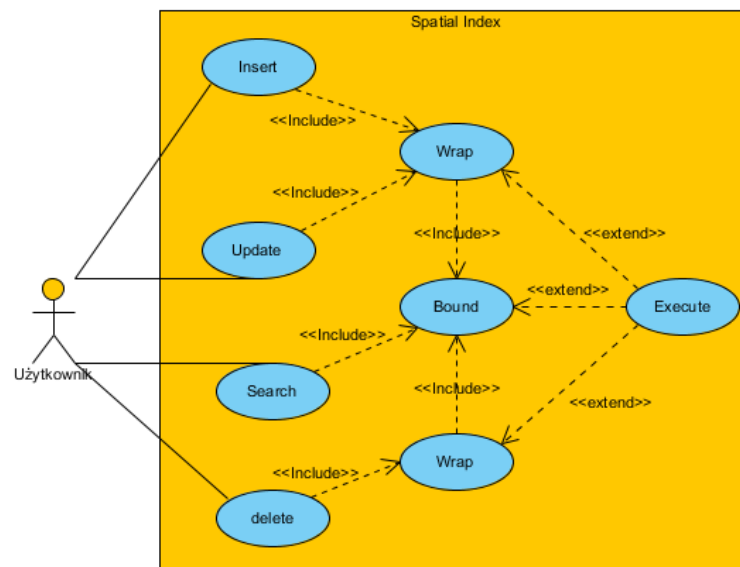 Spatial Index
Insert
<<Include>>
Wrap
<<Include>>
Update
<<Include>>
<<extend>>
Użytkownik
Bound
<<extend>>
Execute
<<Include>>
Search
<<Include>>
<<extend>>
Wrap
<<Include>>
delete